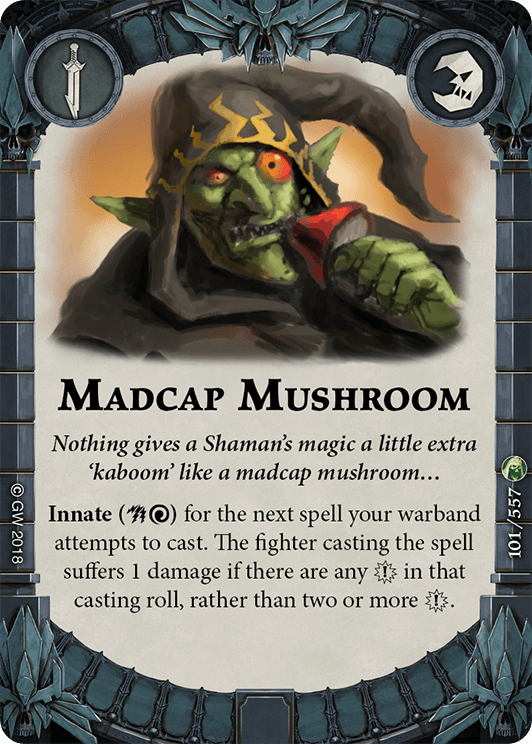 MADCAP MUSHROOM
Nothing gives a Shaman's magic a little extra
‘kaboom’ like a madcap mushroom…
Innate ( ) for the next spell your warband
attempts to cast. The fighter casting the spell
suffers 1 damage if there are any in that
casting roll, rather than two or more .
© GW 2018
101/557